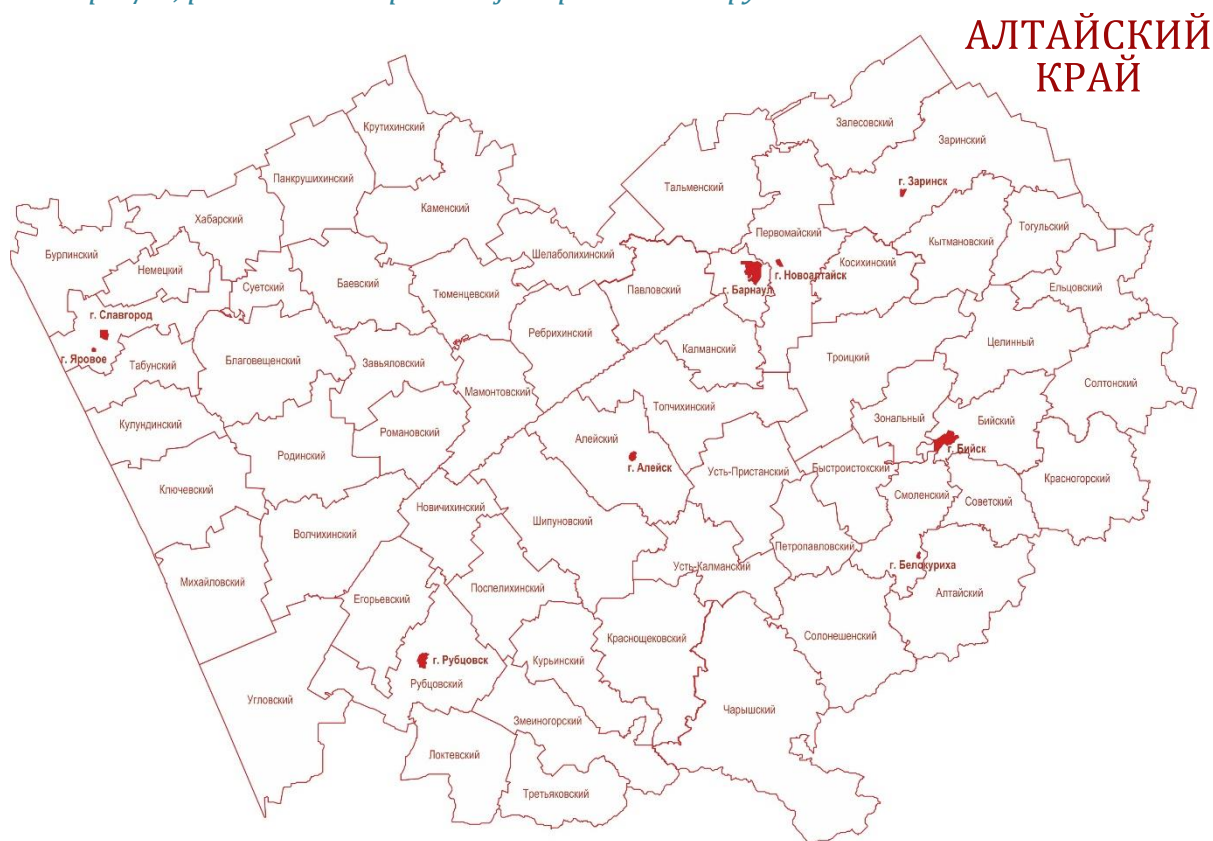 АЛТАЙСКИЙ
КРАЙ
Крутихинский
Залесовский
Заринский
Панкрушихинский
г. Заринск
Тальменский
Каменский
Хабарский
Тогульский
Первомайский
Кытмановский
Бурлинский
Шелаболихинский
Косихинский
Немецкий
г. Новоалтайск
Суетский
Баевский
Тюменцевский
Павловский
г. Барнаул
Ельцовский
г. Славгород
Ребрихинский
Целинный
Калманский
г. Яровое
Табунский
Благовещенский
Завьяловский
Троицкий
Солтонский
Мамонтовский
Топчихинский
Кулундинский
Романовский
Зональный
Бийский
Алейский
Родинский
г. Бийск
г. Алейск
Усть-Пристанский
Быстроистокский
Красногорский
Ключевский
Смоленский
Советский
Новичихинский
Шипуновский
Волчихинский
Петропавловский
Усть-Калманский
г. Белокуриха
Михайловский
Поспелихинский
Алтайский
Егорьевский
Краснощековский
Солонешенский
г. Рубцовск
Курьинский
Рубцовский
Угловский
Чарышский
Змеиногорский
Локтевский
Третьяковский